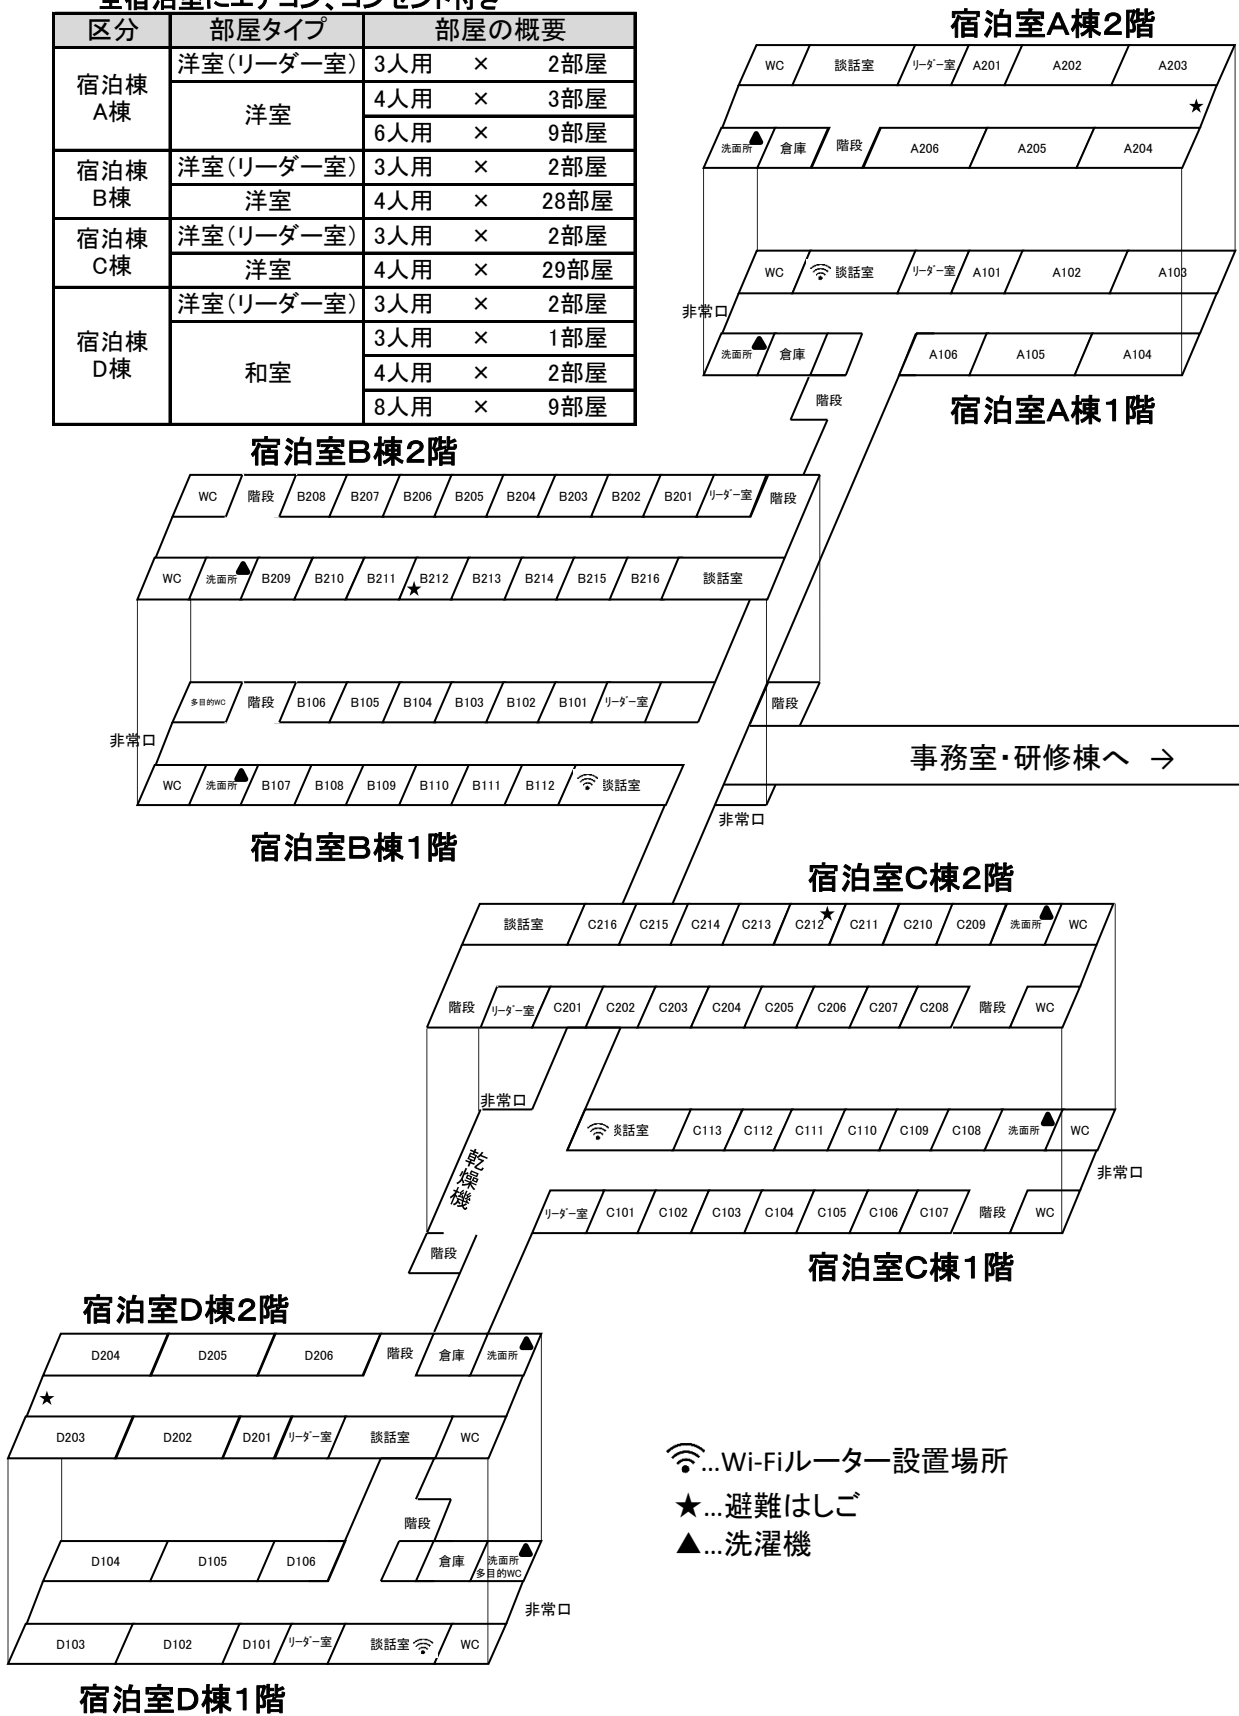 全宿泊室にエアコン、コンセント付き
区分 部屋タイプ 部屋の概要
宿泊棟 A棟 洋室(リーダー室) 3人用 × 2部屋
洋室 4人用 × 3部屋
6人用 × 9部屋
宿泊棟 B棟 洋室(リーダー室) 3人用 × 2部屋
洋室 4人用 × 28部屋
宿泊棟 C棟 洋室(リーダー室) 3人用 × 2部屋
洋室 4人用 × 29部屋
宿泊棟 D棟 洋室(リーダー室) 3人用 × 2部屋
和室 3人用 × 1部屋
4人用 × 2部屋
8人用 × 9部屋
宿泊室A棟2階
WC 談話室 リーダー室 A201 A202 A203
★
洗面所▲ 倉庫 階段 A206 A205 A204
WC 談話室 リーダー室 A101 A102 A103
非常口
洗面所▲ 倉庫 A106 A105 A104
階段
宿泊室A棟1階
宿泊室B棟2階
WC 階段 B208 B207 B206 B205 B204 B203 B202 B201 リーダー室 階段
WC 洗面所▲ B209 B210 B211 B212 B213 B214 B215 B216 談話室
★
多目的WC 階段 B106 B105 B104 B103 B102 B101 リーダー室 階段
非常口
事務室・研修棟へ →
WC 洗面所▲ B107 B108 B109 B110 B111 B112 談話室
非常口
宿泊室B棟1階
宿泊室C棟2階
談話室 C216 C215 C214 C213 C212★ C211 C210 C209 洗面所▲ WC
階段 リーダー室 C201 C202 C203 C204 C205 C206 C207 C208 階段 WC
非常口
談話室 C113 C112 C111 C110 C109 C108 洗面所▲ WC
非常口
乾燥機
リーダー室 C101 C102 C103 C104 C105 C106 C107 階段 WC
階段
宿泊室C棟1階
宿泊室D棟2階
D204 D205 D206 階段 倉庫 洗面所▲
★
D203 D202 D201 リーダー室 談話室 WC
階段
D104 D105 D106 倉庫 洗面所▲
多目的WC
非常口
D103 D102 D101 リーダー室 談話室 WC
宿泊室D棟1階
…Wi-Fiルーター設置場所
★…避難はしご
▲…洗濯機